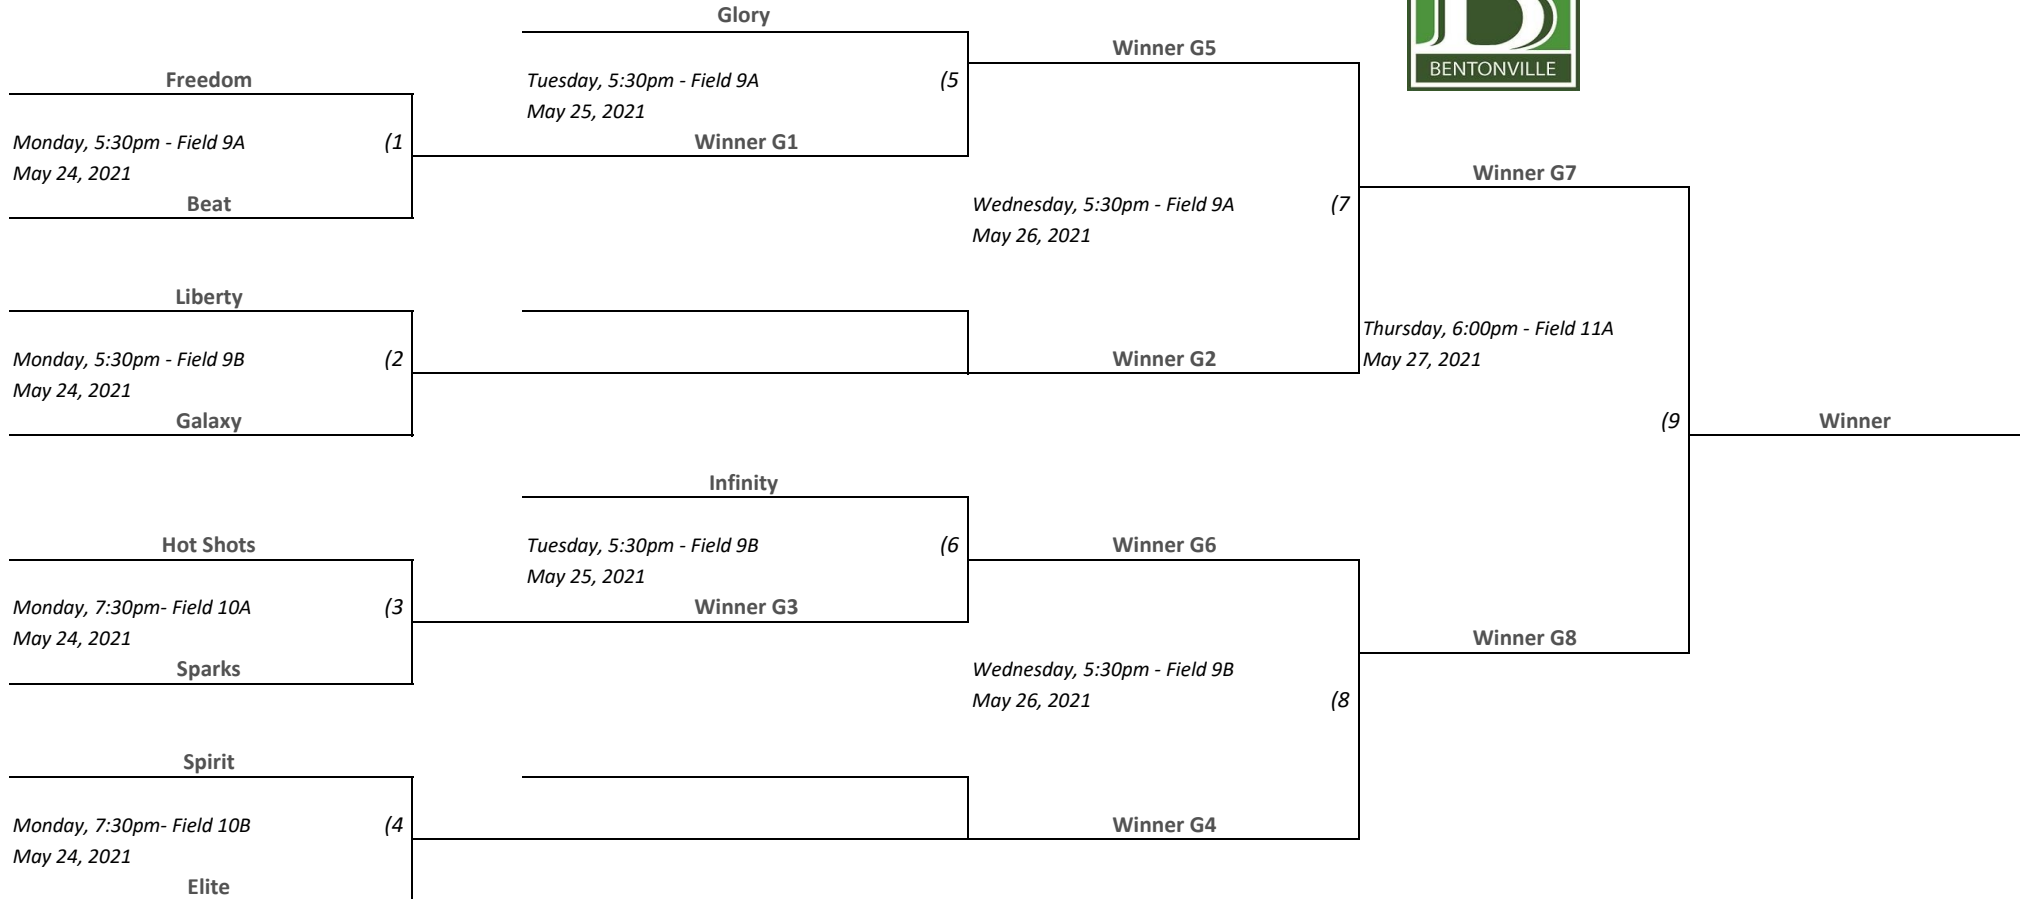 Glory
Winner G5
BENTONVILLE
Freedom
Tuesday, 5:30pm - Field 9A (5
May 25, 2021
Monday, 5:30pm - Field 9A (1
Winner G1
May 24, 2021
Winner G7
Beat
Wednesday, 5:30pm - Field 9A (7
May 26, 2021
Liberty
Thursday, 6:00pm - Field 11A
Monday, 5:30pm - Field 9B (2
Winner G2
May 27, 2021
May 24, 2021
Galaxy
(9
Winner
Infinity
Hot Shots
Tuesday, 5:30pm - Field 9B (6
Winner G6
May 25, 2021
Monday, 7:30pm- Field 10A (3
Winner G3
May 24, 2021
Winner G8
Sparks
Wednesday, 5:30pm - Field 9B
May 26, 2021 (8
Spirit
Monday, 7:30pm- Field 10B (4
Winner G4
May 24, 2021
Elite